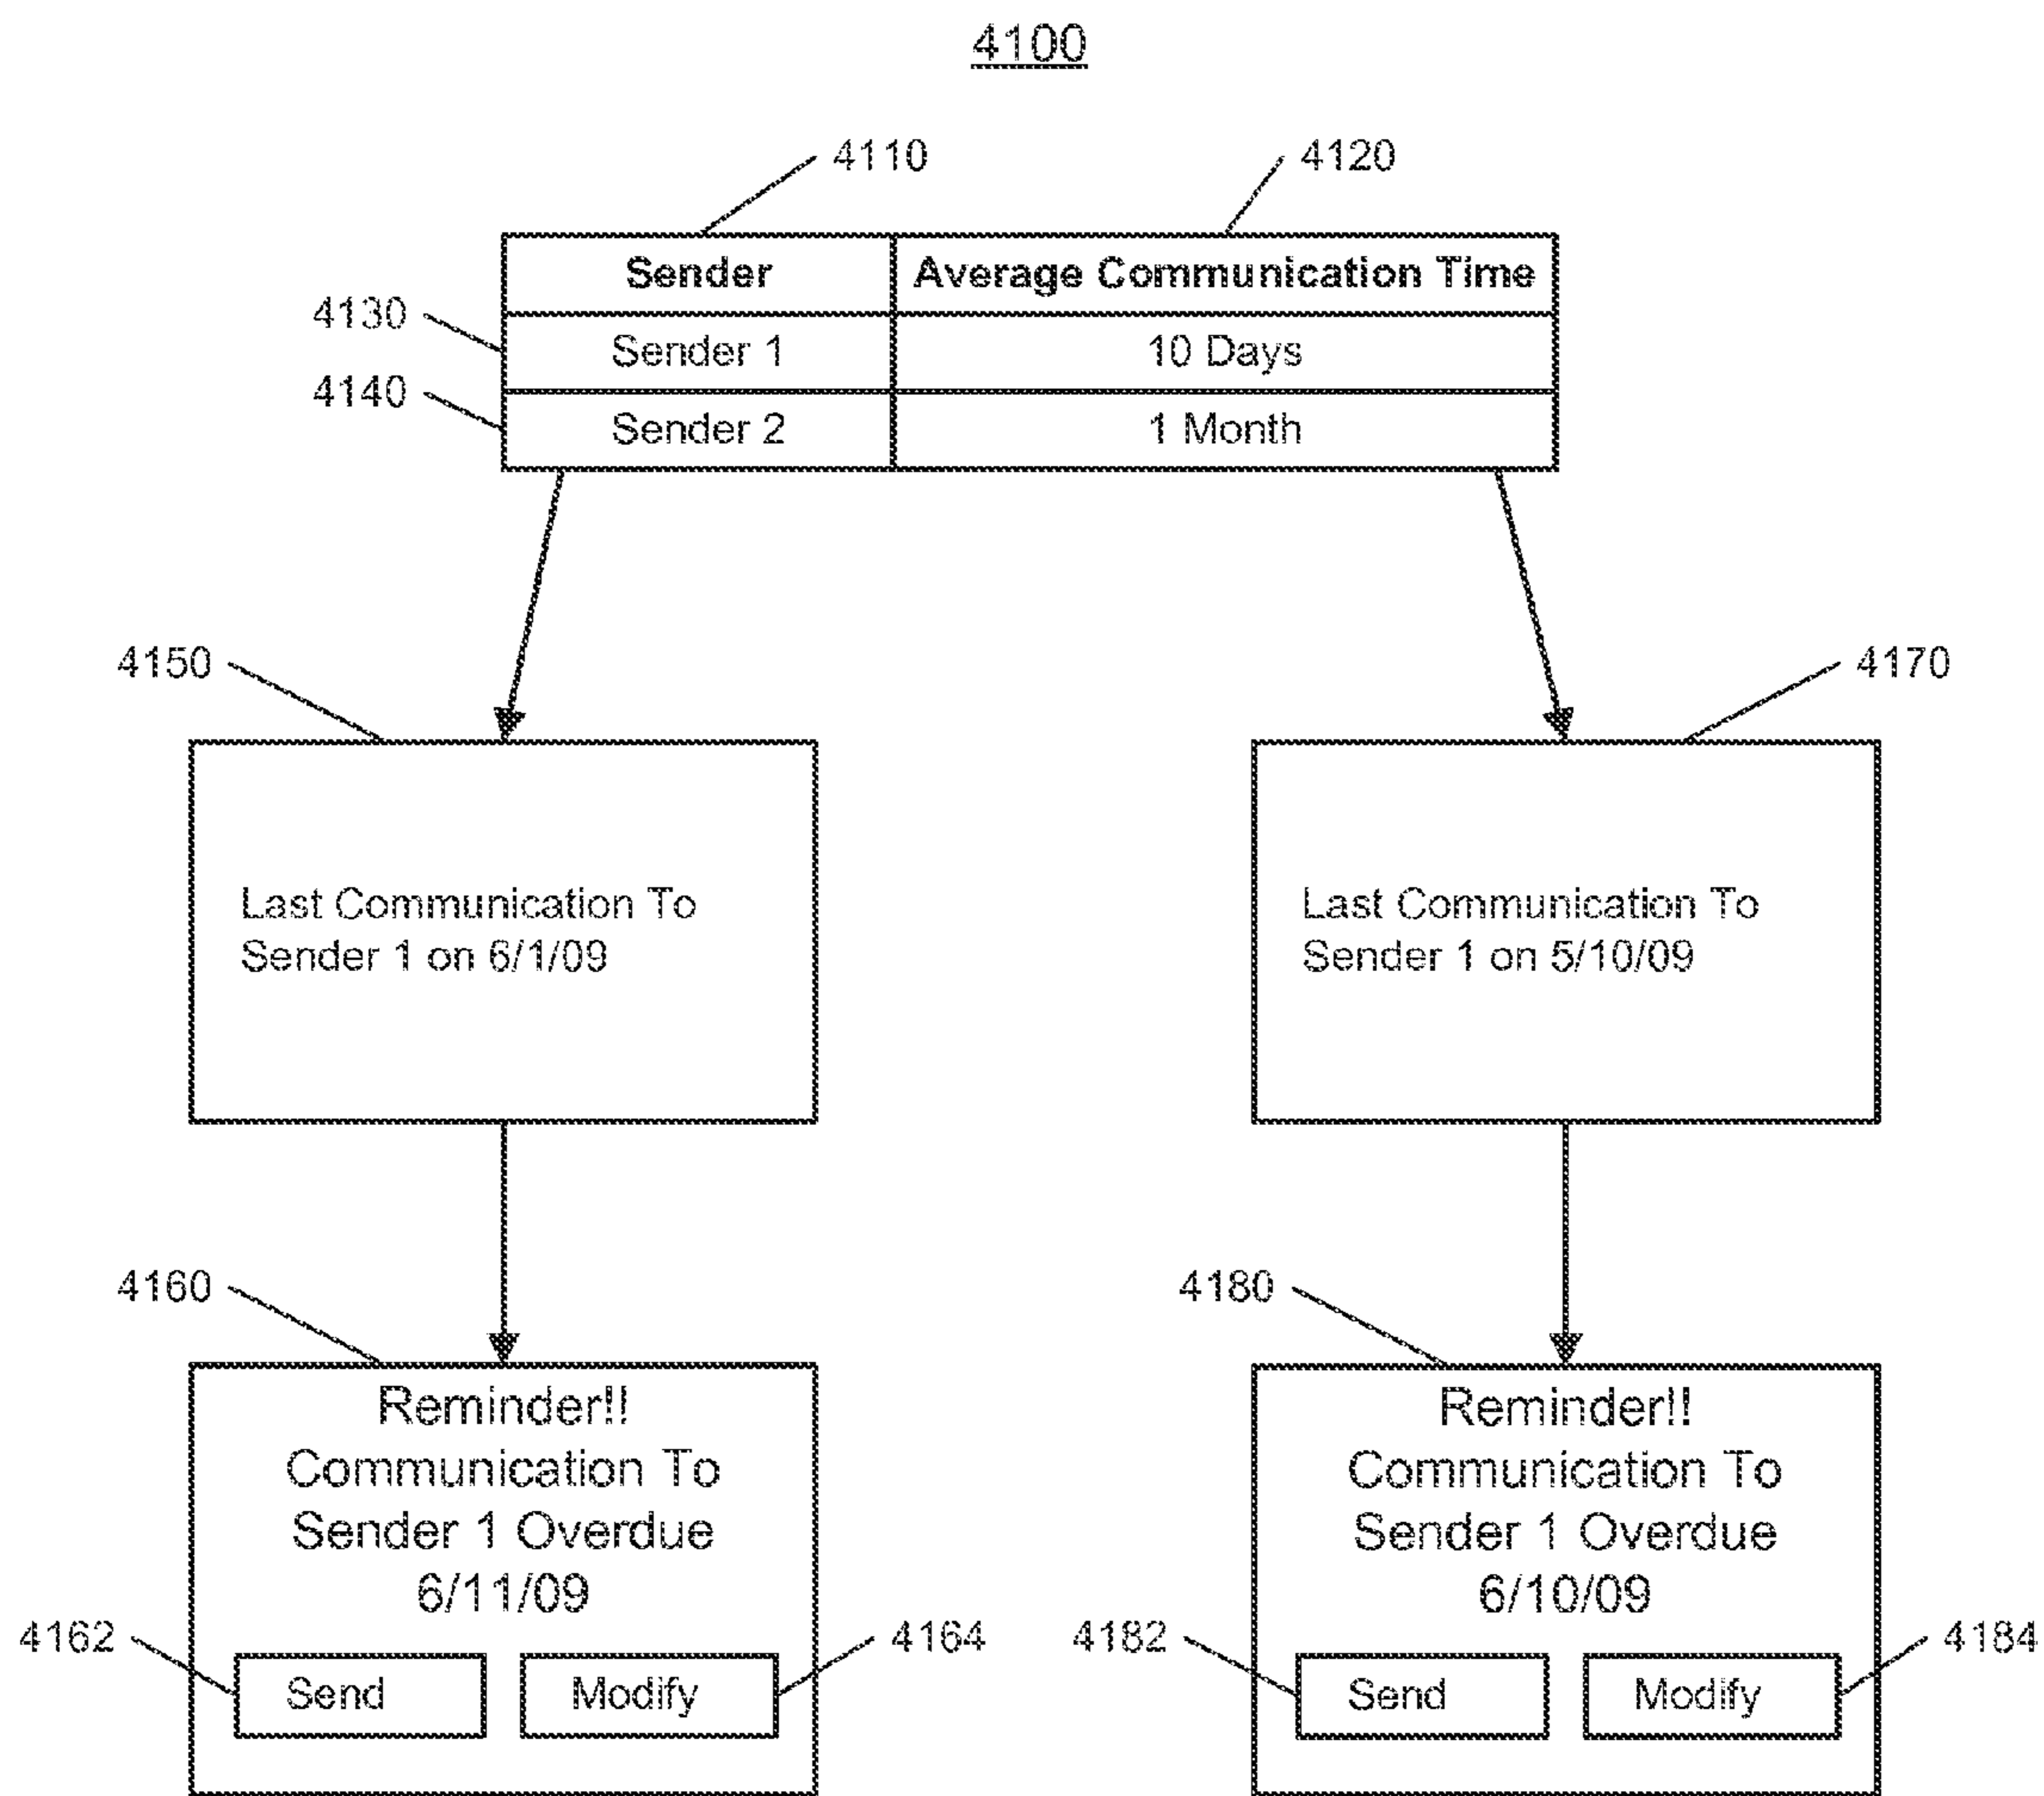 4100
4110
4120
Sender
Average Communication Time
4130
Sender 1
10 Days
4140
Sender 2
1 Month
4150
4170
Last Communication To
Sender 1 on 6/1/09
Last Communication To
Sender 1 on 5/10/09
4160
4180
Reminder!!
Communication To
Sender 1 Overdue
6/11/09
4162
Send
Modify
4164
Reminder!!
Communication To
Sender 1 Overdue
6/10/09
4182
Send
Modify
4184